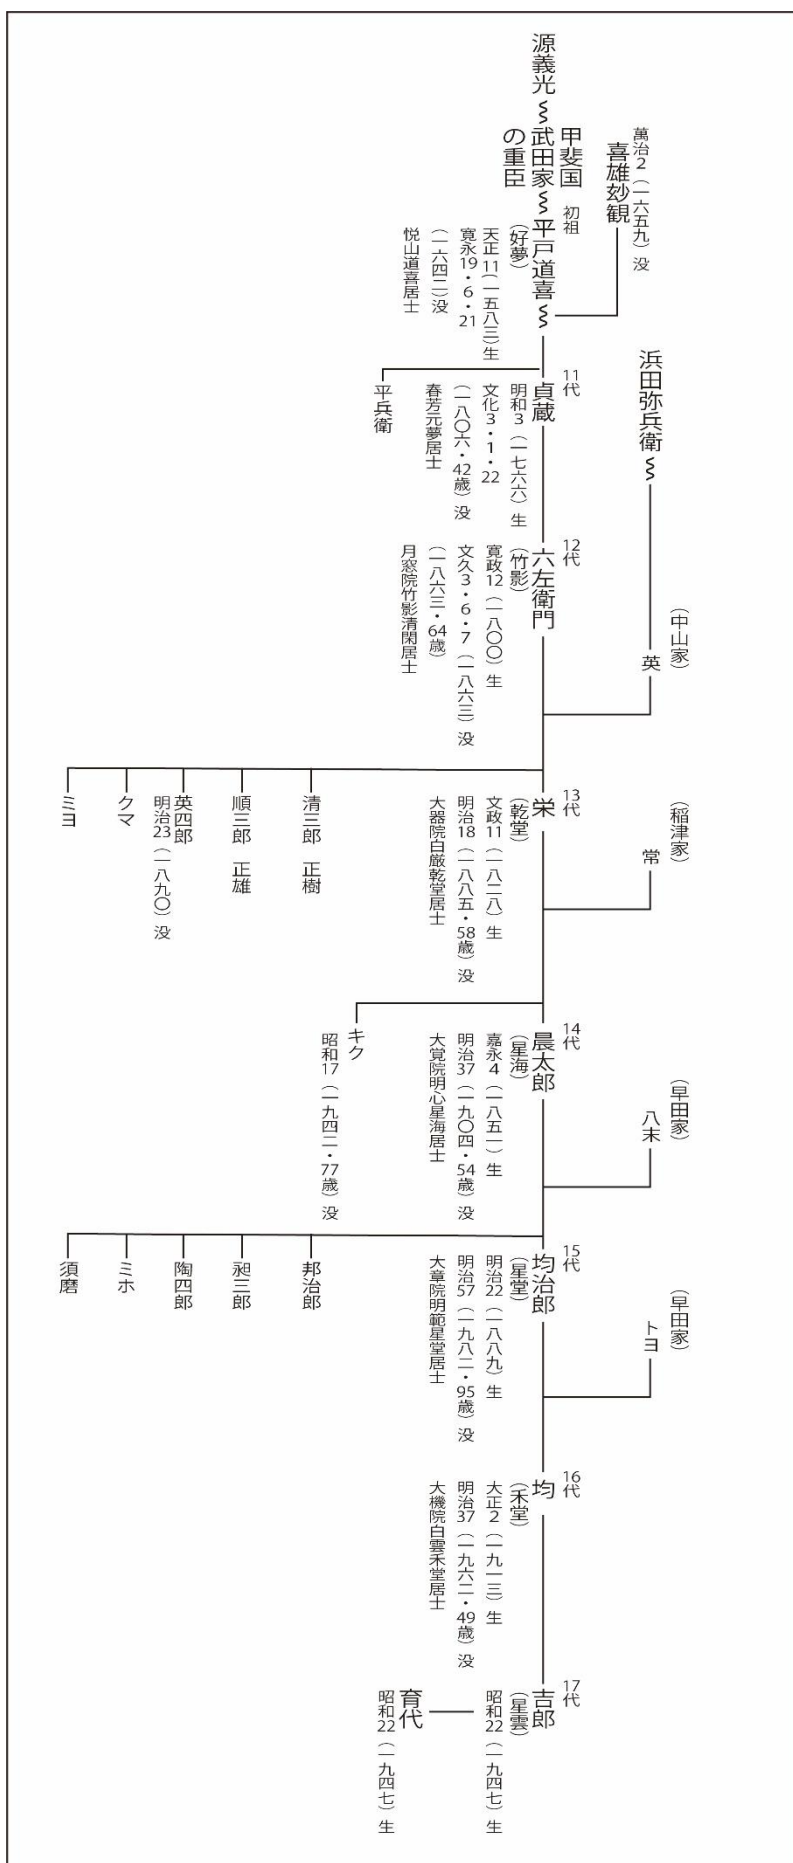 源義光
甲斐国
武田家
の重臣
萬治2（一六五九）没
喜雄玅観
初祖
平戸道喜
（好夢）
天正11（一五八三）生
寛永19・6・21
（一六四二）没
悦山道喜居士
11代
貞蔵
明和3（一七六六）生
文化3・1・22
（一八〇六・42歳）没
春芳元夢居士
平兵衛
浜田弥兵衛
12代
六左衛門
（竹影）
寛政12（一八〇〇）生
文久3・6・7（一八六三）没
（一八六三・64歳）
月窓院竹影清閑居士
（中山家）
英
13代
栄
（乾堂）
文政11（一八二八）生
明治18（一八八五・58歳）没
大器院白厳乾堂居士
清三郎　正樹
順三郎　正雄
英四郎
明治23（一八九〇）没
クマ
ミヨ
（稲津家）
常
14代
晨太郎
（星海）
嘉永4（一八五一）生
明治37（一九〇四・54歳）没
大覚院明心星海居士
キク
昭和17（一九四二・77歳）没
（早田家）
八末
15代
均治郎
（星堂）
明治22（一八八九）生
明治57（一九八二・95歳）没
大章院明範星堂居士
邦治郎
昶三郎
陶四郎
ミホ
須磨
（早田家）
トヨ
16代
均
（禾堂）
大正2（一九一三）生
明治37（一九六二・49歳）没
大機院白雲禾堂居士
17代
吉郎
（星雲）
昭和22（一九四七）生
育代
昭和22（一九四七）生